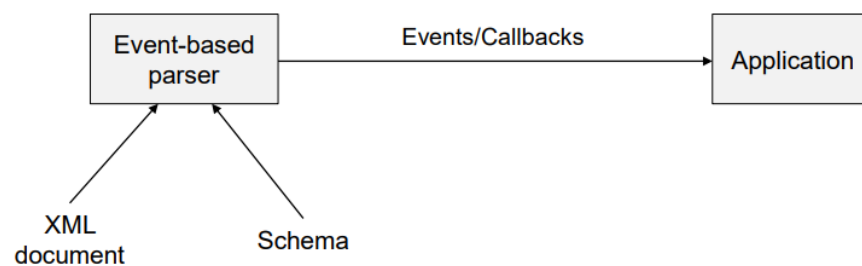 Event-based
parser
Events/Callbacks
Application
XML
document
Schema